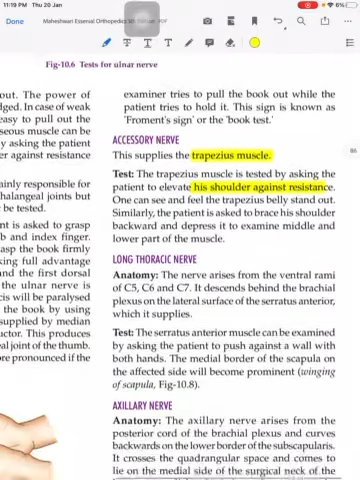 11:19 PM Thu 20 Jan
6%
Done
Maheshwari Essential Orthopedics 5th Edition PDF
Fig-10.6 Tests for ulnar nerve
out. The power of
dged. In case of weak
easy to pull out the
seous muscle can be
y asking the patient
er against resistance
ainly responsible for
halangeal joints but
be tested.
nt is asked to grasp
b and index finger.
asp the book firmly
king full advantage
nd the first dorsal
the ulnar nerve is
cis will be paralysed
the book by using
supplied by median
ductor. This produces
eal joint of the thumb.
ore pronounced if the
examiner tries to pull the book out while the
patient tries to hold it. This sign is known as
'Froment's sign' or the 'book test.'
ACCESSORY NERVE
This supplies the trapezius muscle.
Test: The trapezius muscle is tested by asking the
patient to elevate his shoulder against resistance.
One can see and feel the trapezius belly stand out.
Similarly, the patient is asked to brace his shoulder
backward and depress it to examine middle and
lower part of the muscle.
LONG THORACIC NERVE
Anatomy: The nerve arises from the ventral rami
of C5, C6 and C7. It descends behind the brachial
plexus on the lateral surface of the serratus anterior,
which it supplies.
Test: The serratus anterior muscle can be examined
by asking the patient to push against a wall with
both hands. The medial border of the scapula on
the affected side will become prominent (winging
of scapula, Fig-10.8).
AXILLARY NERVE
Anatomy: The axillary nerve arises from the
posterior cord of the brachial plexus and curves
backwards on the lower border of the subscapularis.
It crosses the quadrangular space and comes to
lie on the medial side of the surgical neck of the
86